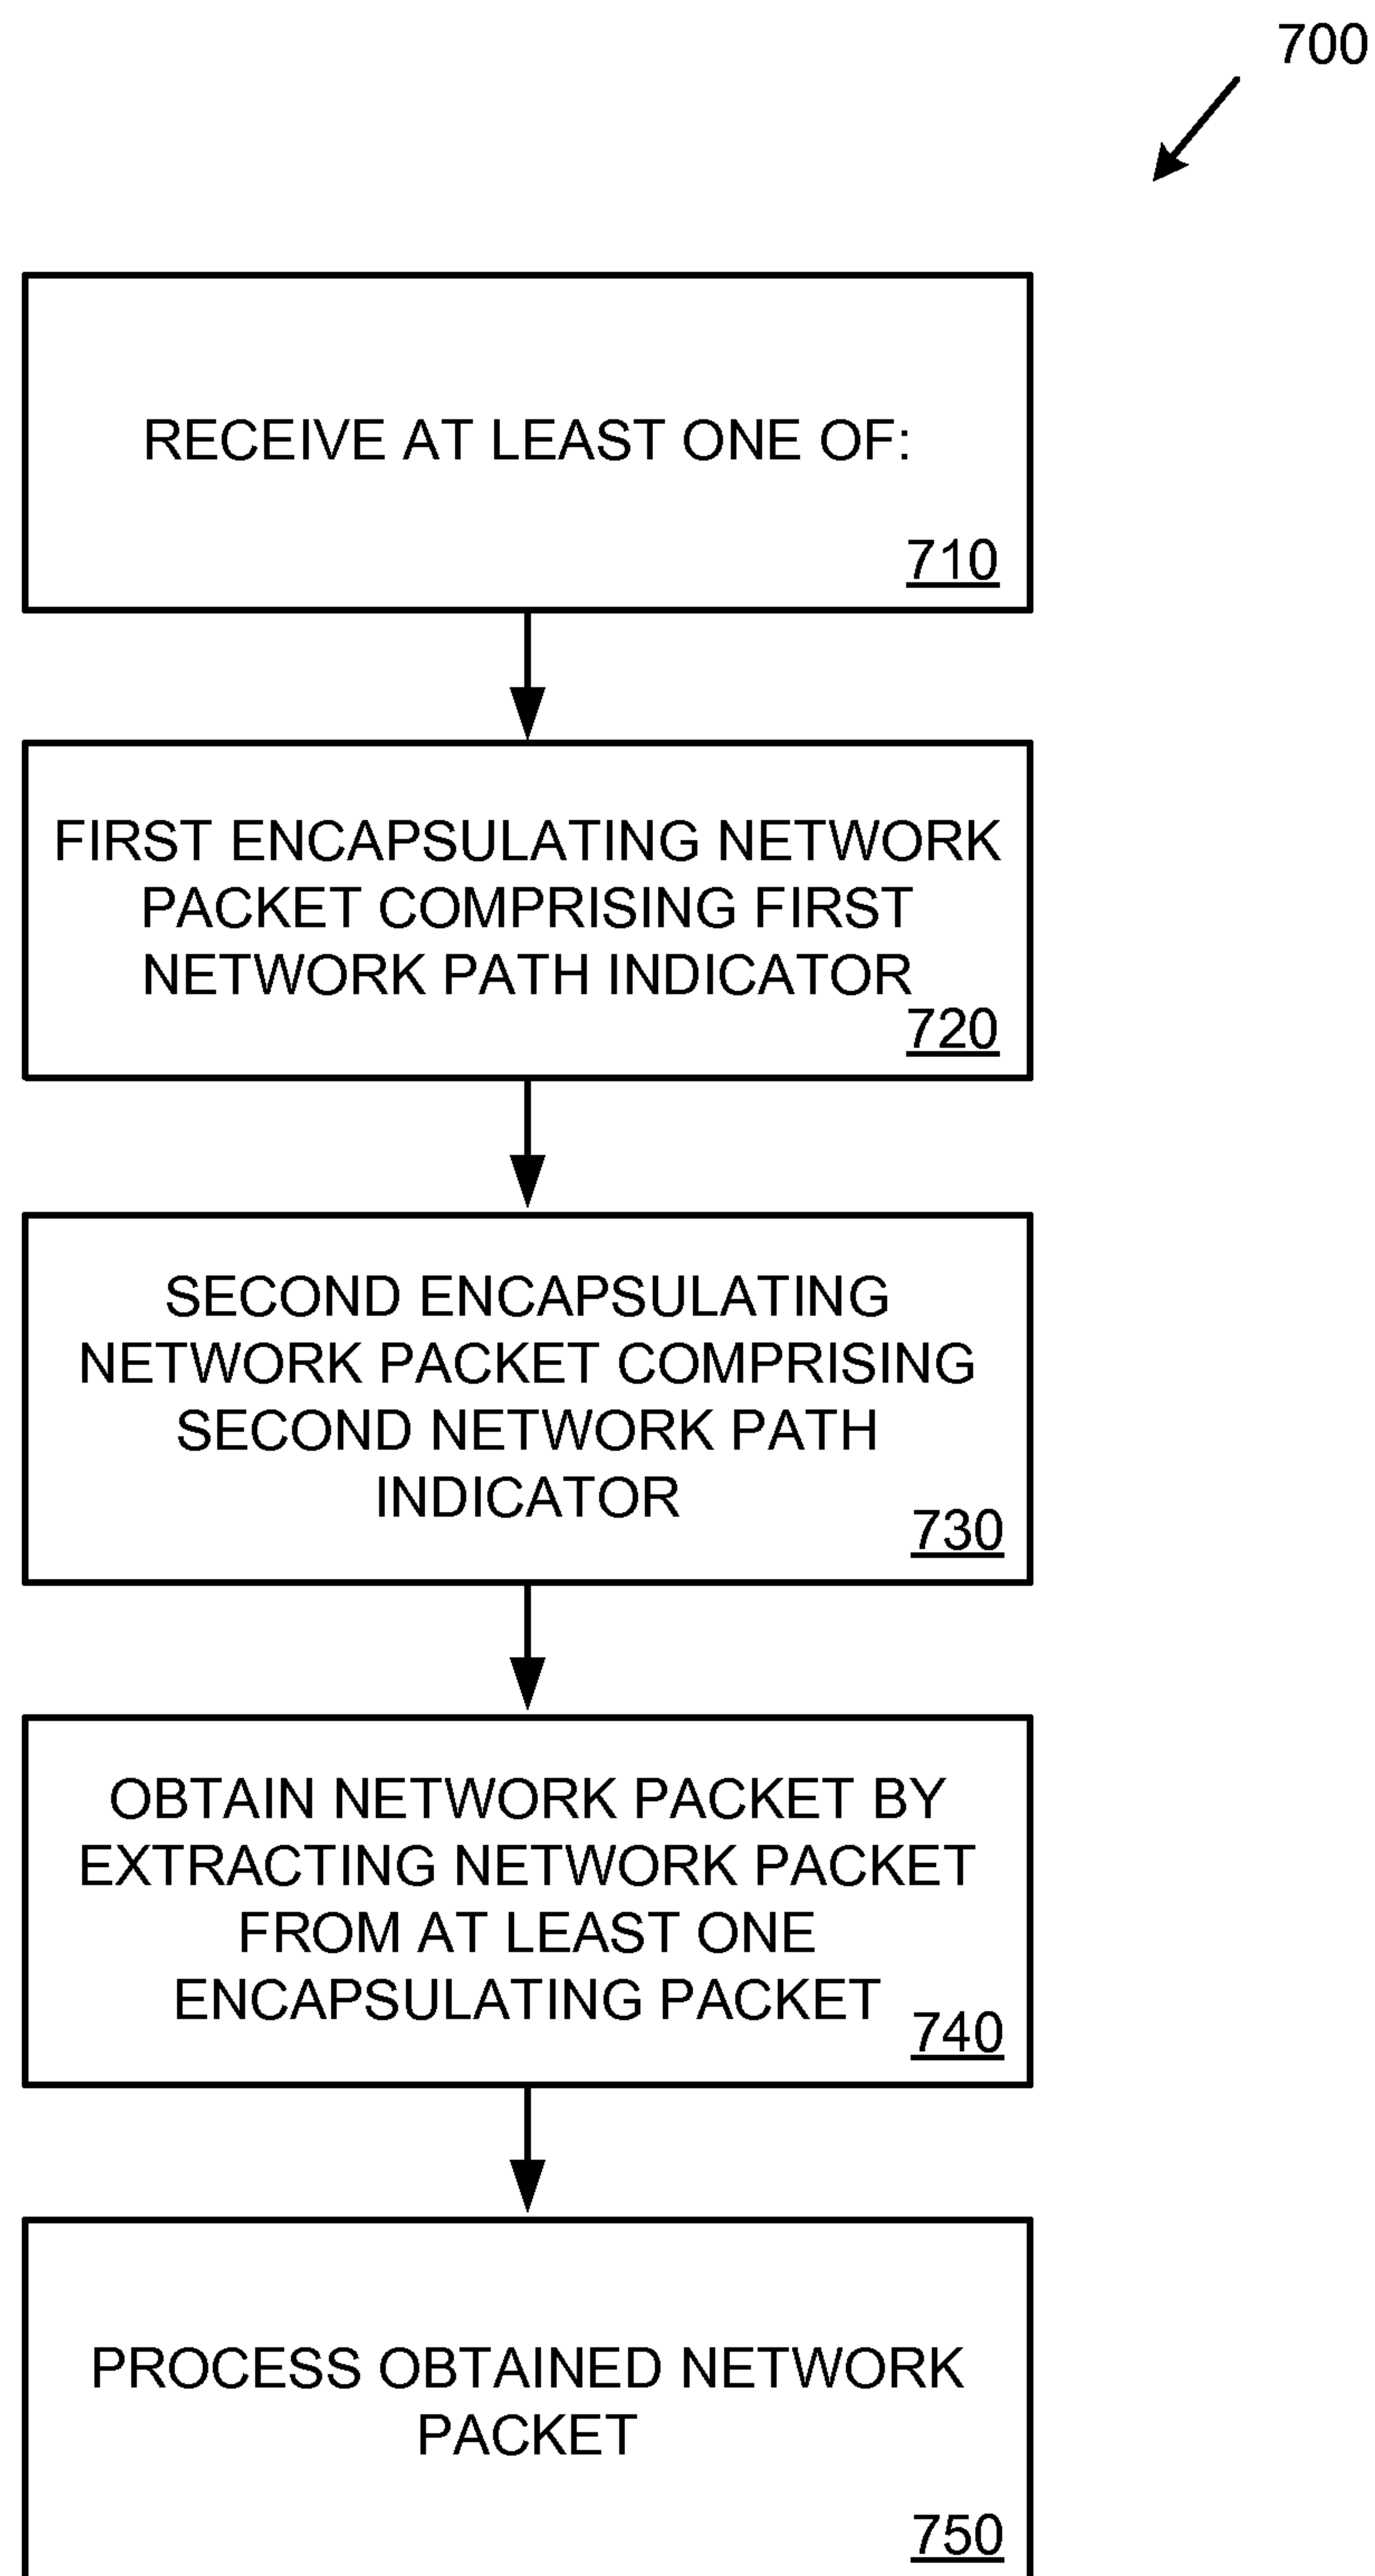 700
RECEIVE AT LEAST ONE OF:
710
FIRST ENCAPSULATING NETWORK
PACKET COMPRISING FIRST
NETWORK PATH INDICATOR
720
SECOND ENCAPSULATING
NETWORK PACKET COMPRISING
SECOND NETWORK PATH
INDICATOR
730
OBTAIN NETWORK PACKET BY
EXTRACTING NETWORK PACKET
FROM AT LEAST ONE
ENCAPSULATING PACKET
740
PROCESS OBTAINED NETWORK
PACKET
750